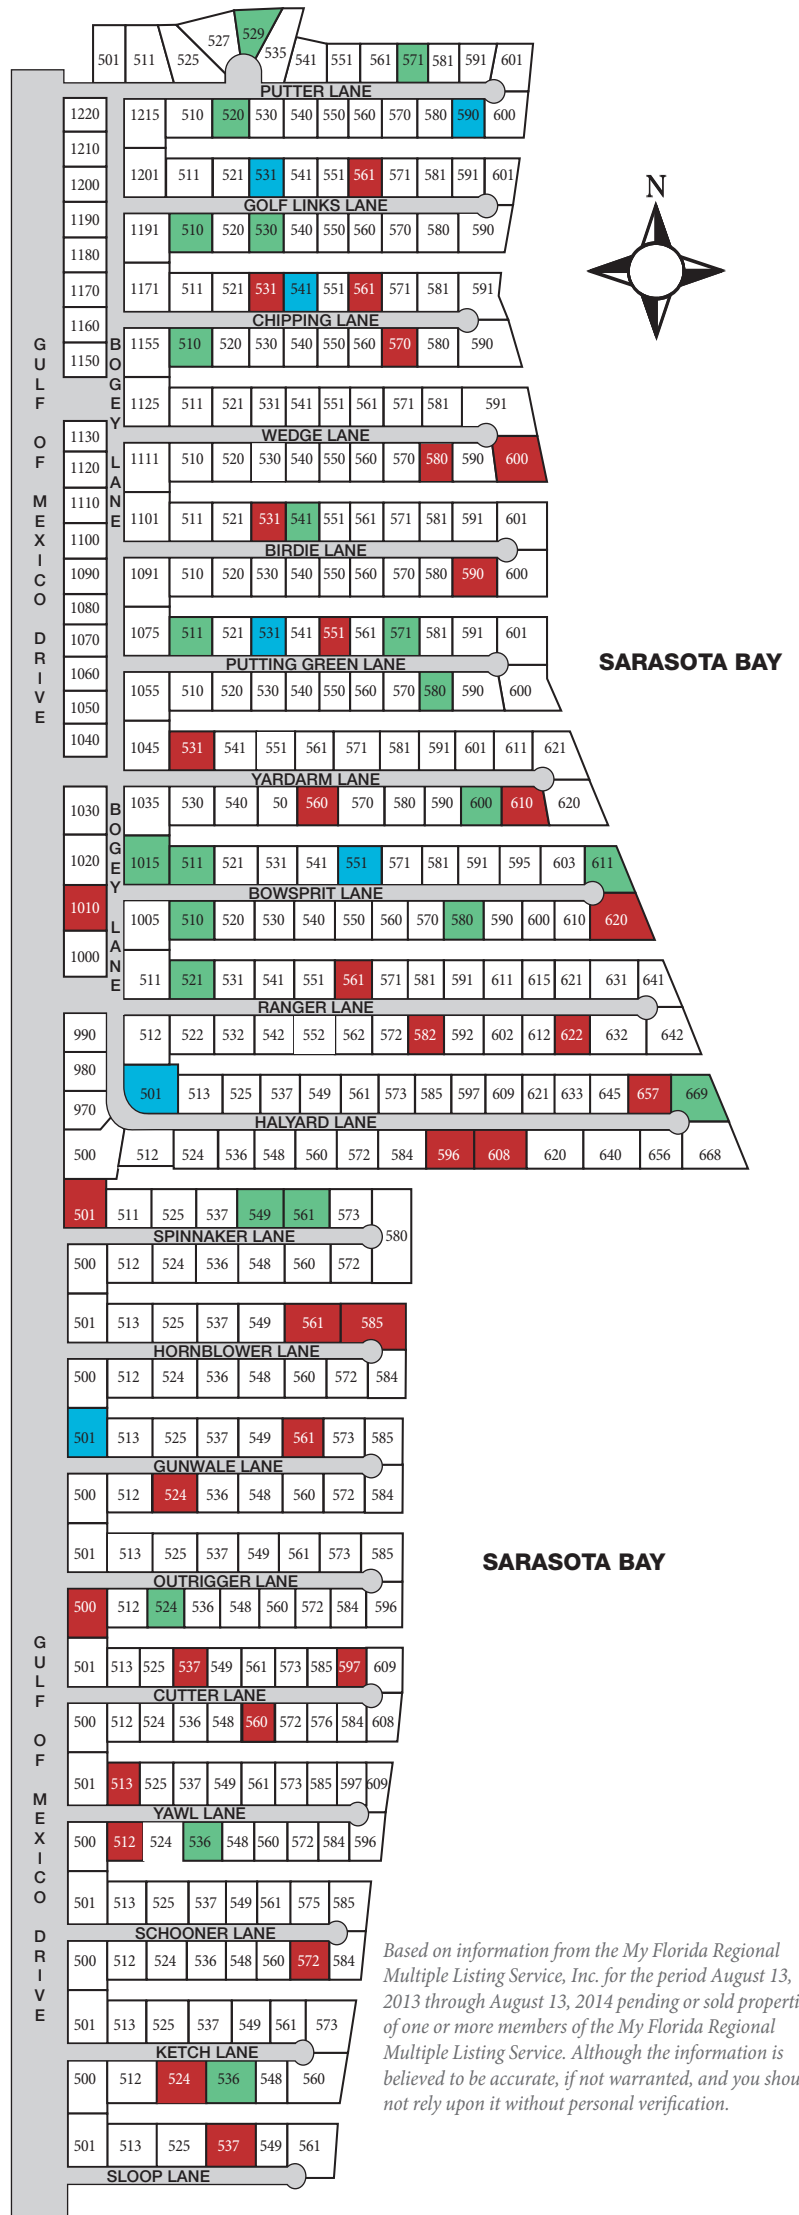 501 511 525 527 529 535 541 551 561 571 581 591 601
PUTTER LANE
1220 1215 510 520 530 540 550 560 570 580 590 600
1210
1200 1201 511 521 531 541 551 561 571 581 591 601
GOLF LINKS LANE
N
1190 1191 510 520 530 540 550 560 570 580 590
1180
1170 1171 511 521 531 541 551 561 571 581 591
CHIPPING LANE
1160
1150 1155 510 520 530 540 550 560 570 580 590
GULF OF MEXICO DRIVE
BOGEY LANE
1125 511 521 531 541 551 561 571 581 591
WEDGE LANE
1130
1120 1111 510 520 530 540 550 560 570 580 590 600
1110
1100 1101 511 521 531 541 551 561 571 581 591 601
BIRDIE LANE
1090 1091 510 520 530 540 550 560 570 580 590 600
1080
1070 1075 511 521 531 541 551 561 571 581 591 601
PUTTING GREEN LANE
SARASOTA BAY
1060
1050 1055 510 520 530 540 550 560 570 580 590 600
1040 1045 531 541 551 561 571 581 591 601 611 621
YARDARM LANE
1030 1035 530 540 50 560 570 580 590 600 610 620
BOGEY LANE
1020 1015 511 521 531 541 551 571 581 591 595 603 611
BOWSPRIT LANE
1010 1005 510 520 530 540 550 560 570 580 590 600 610 620
1000
511 521 531 541 551 561 571 581 591 611 615 621 631 641
RANGER LANE
990 512 522 532 542 552 562 572 582 592 602 612 622 632 642
980
970 501 513 525 537 549 561 573 585 597 609 621 633 645 657 669
HALYARD LANE
500 512 524 536 548 560 572 584 596 608 620 640 656 668
501 511 525 537 549 561 573 580
SPINNAKER LANE
500 512 524 536 548 560 572
501 513 525 537 549 561 585
HORNBLOWER LANE
500 512 524 536 548 560 572 584
501 513 525 537 549 561 573 585
GUNWALE LANE
500 512 524 536 548 560 572 584
501 513 525 537 549 561 573 585
OUTRIGGER LANE
SARASOTA BAY
500 512 524 536 548 560 572 584 596
GULF OF MEXICO DRIVE
501 513 525 537 549 561 573 585 597 609
CUTTER LANE
500 512 524 536 548 560 572 576 584 608
501 513 525 537 549 561 573 585 597 609
YAWL LANE
500 512 524 536 548 560 572 584 596
501 513 525 537 549 561 575 585
SCHOONER LANE
500 512 524 536 548 560 572 584
501 513 525 537 549 561 573
KETCH LANE
500 512 524 536 548 560
501 513 525 537 549 561
SLOOP LANE
Based on information from the My Florida Regional
Multiple Listing Service, Inc. for the period August 13,
2013 through August 13, 2014 pending or sold properti
of one or more members of the My Florida Regional
Multiple Listing Service. Although the information is
believed to be accurate, if not warranted, and you shou
not rely upon it without personal verification.